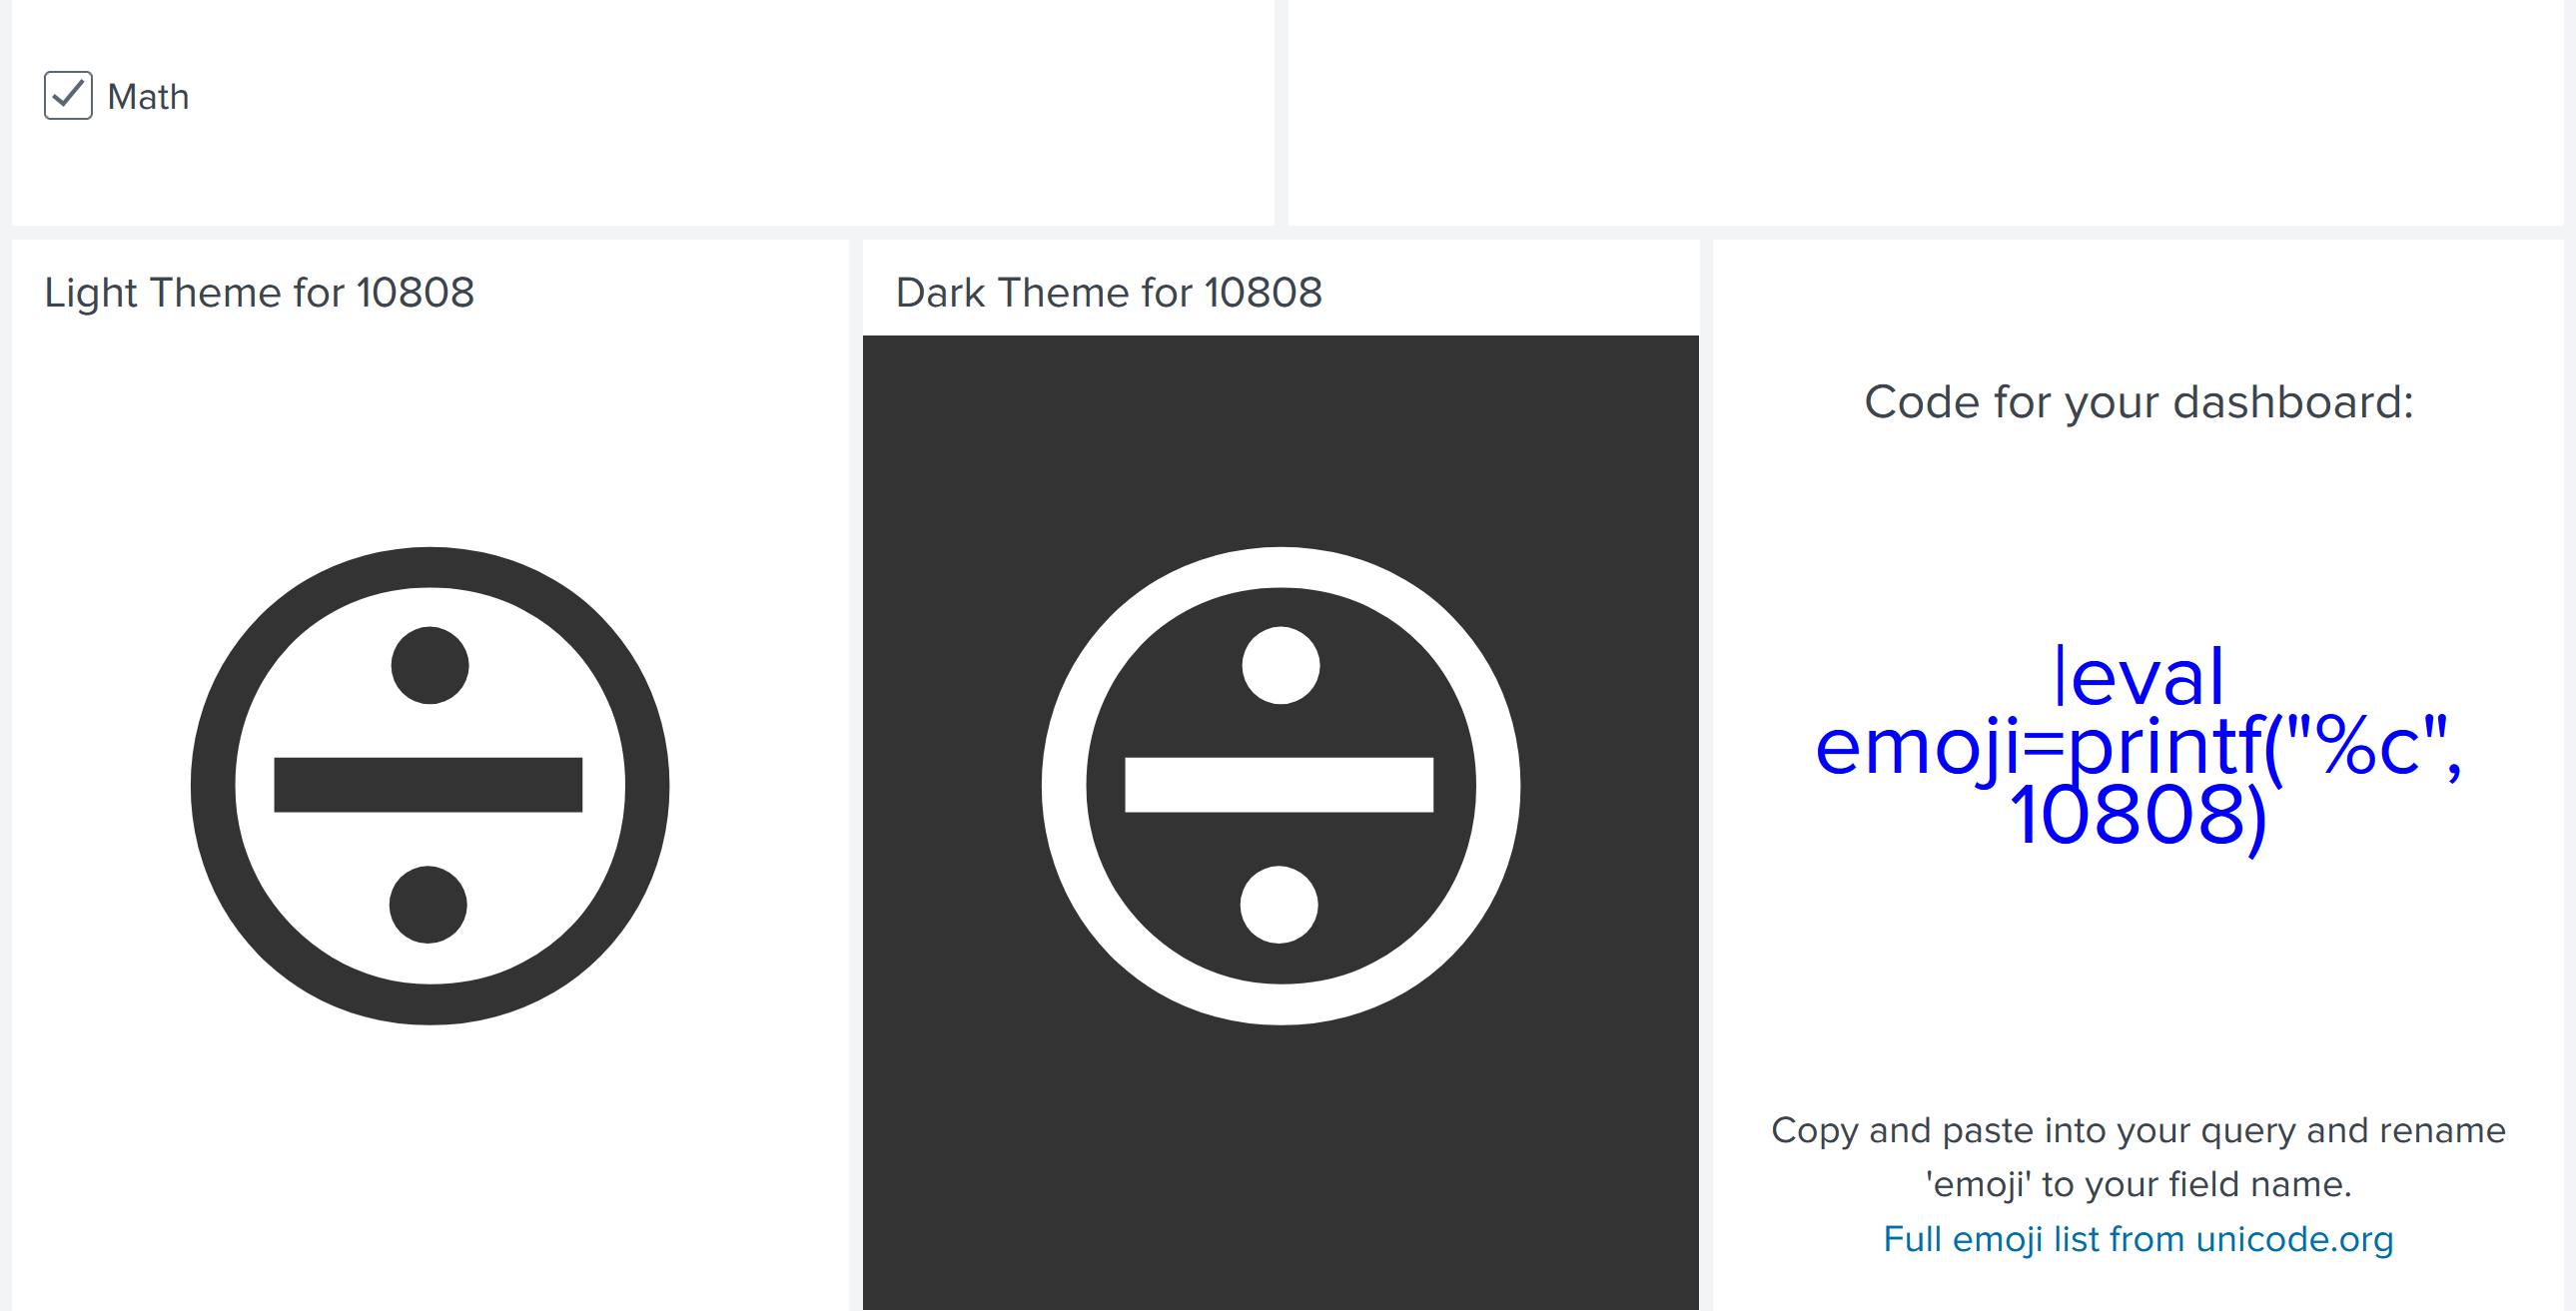 Math
Light Theme for 10808
Dark Theme for 10808
Code for your dashboard:
|eval
emoji=printf("%c",
10808)
Copy and paste into your query and rename
'emoji' to your field name.
Full emoji list from unicode.org